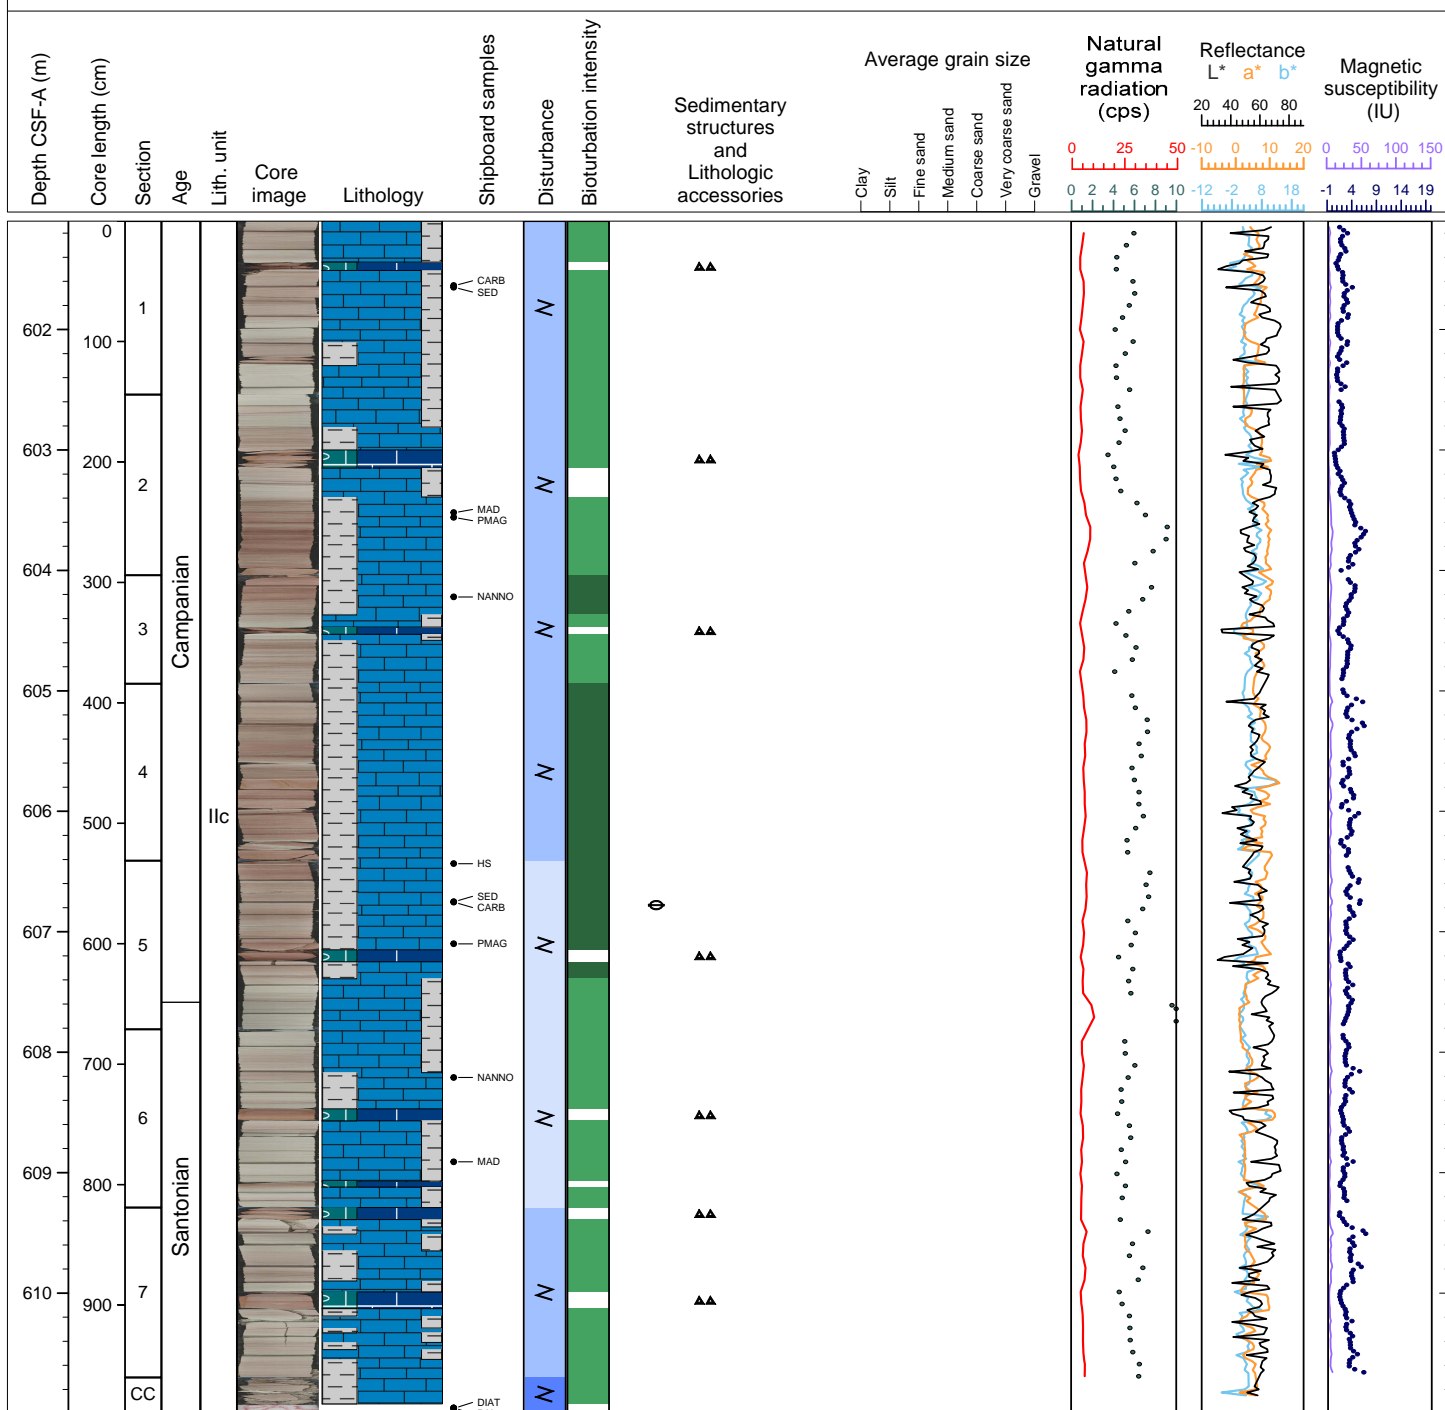 Depth CSF-A (m)
Core length (cm)
Section
Age
Lith. unit
Core
image
Lithology
Shipboard samples
Disturbance
Bioturbation intensity
Sedimentary
structures
and
Lithologic
accessories
Average grain size
Clay
Silt
Fine sand
Medium sand
Coarse sand
Very coarse sand
Gravel
Natural
gamma
radiation
(cps)
0 25 50
0 2 4 6 8 10
Reflectance
L* a* b*
20 40 60 80
-10 0 10 20
-12 -2 8 18
Magnetic
susceptibility
(IU)
0 50 100 150
-1 4 9 14 19
602
603
604
605
606
607
608
609
610
0
100
200
300
400
500
600
700
800
900
1
2
3
4
5
6
7
CC
Campanian
Santonian
IIc
CARB
SED
MAD
PMAG
NANNO
HS
SED
CARB
PMAG
NANNO
MAD
DIAT